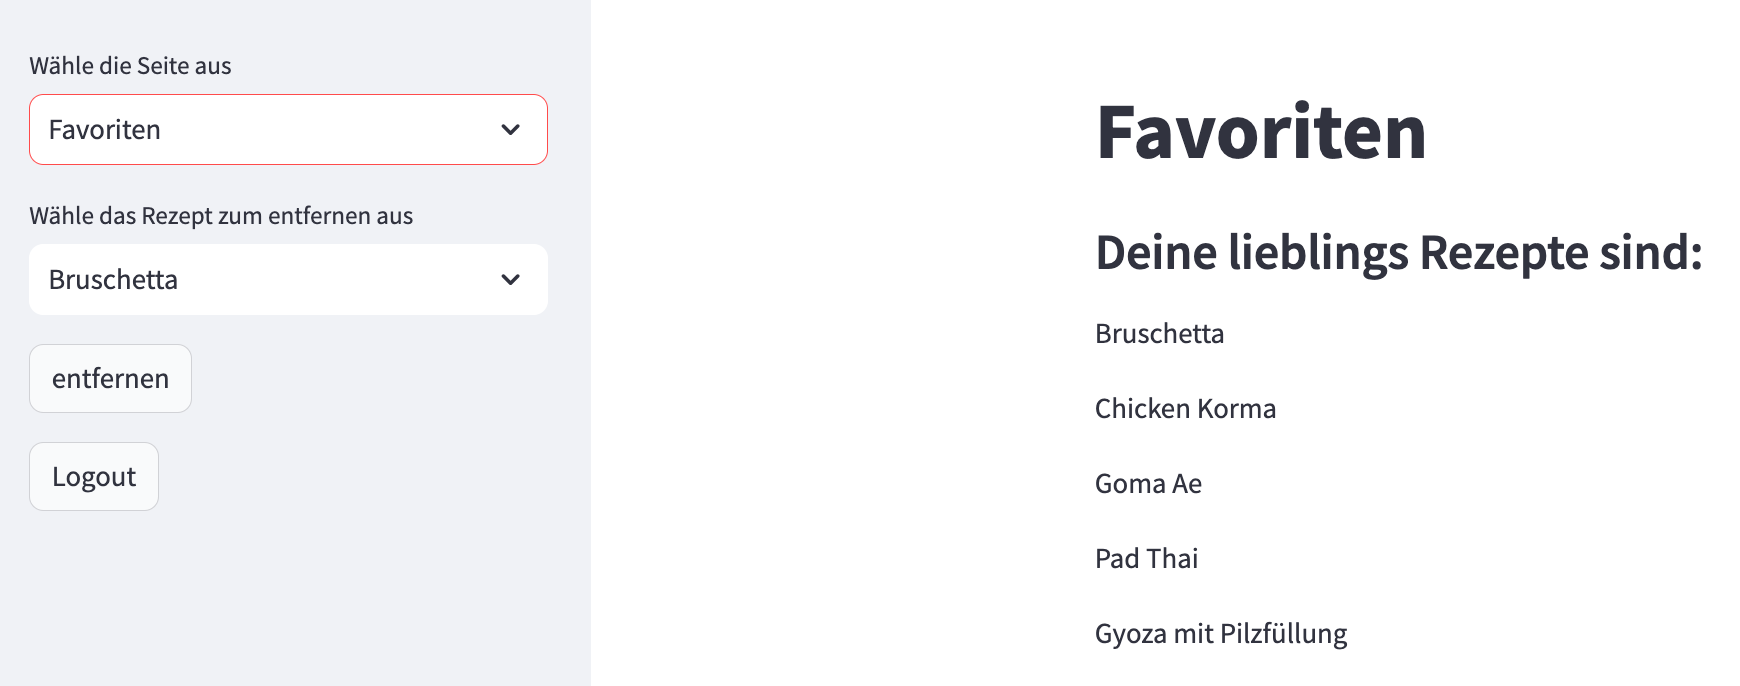 Wähle die Seite aus
Favoriten
Wähle das Rezept zum entfernen aus
Bruschetta
entfernen
Logout
Favoriten
Deine lieblings Rezepte sind:
Bruschetta
Chicken Korma
Goma Ae
Pad Thai
Gyoza mit Pilzfüllung